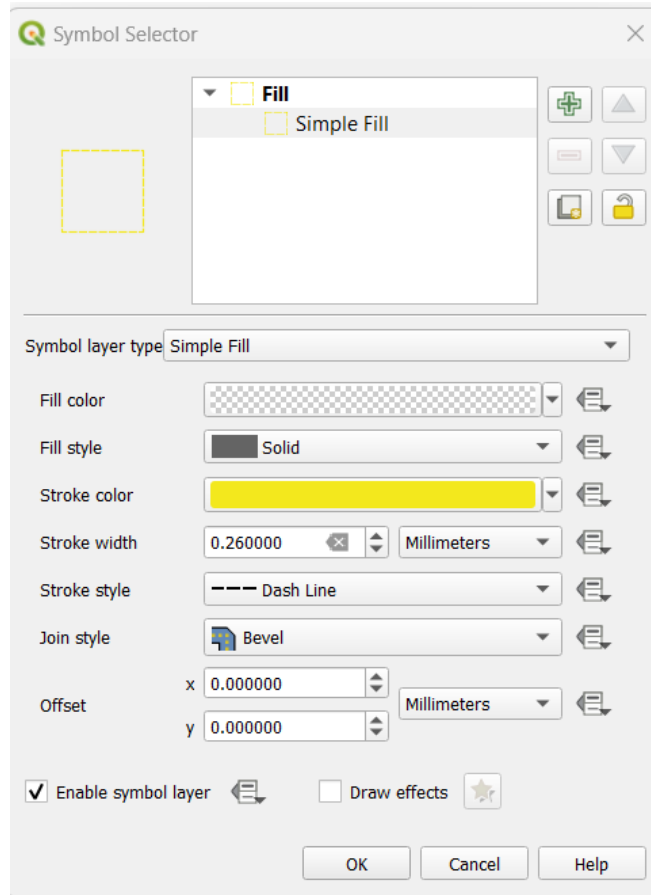 Symbol Selector
Fill
Simple Fill
Symbol layer type Simple Fill
Fill color
Fill style Solid
Stroke color
Stroke width 0.260000 Millimeters
Stroke style Dash Line
Join style Bevel
x 0.000000
Offset Millimeters
y 0.000000
Enable symbol layer Draw effects
OK Cancel Help